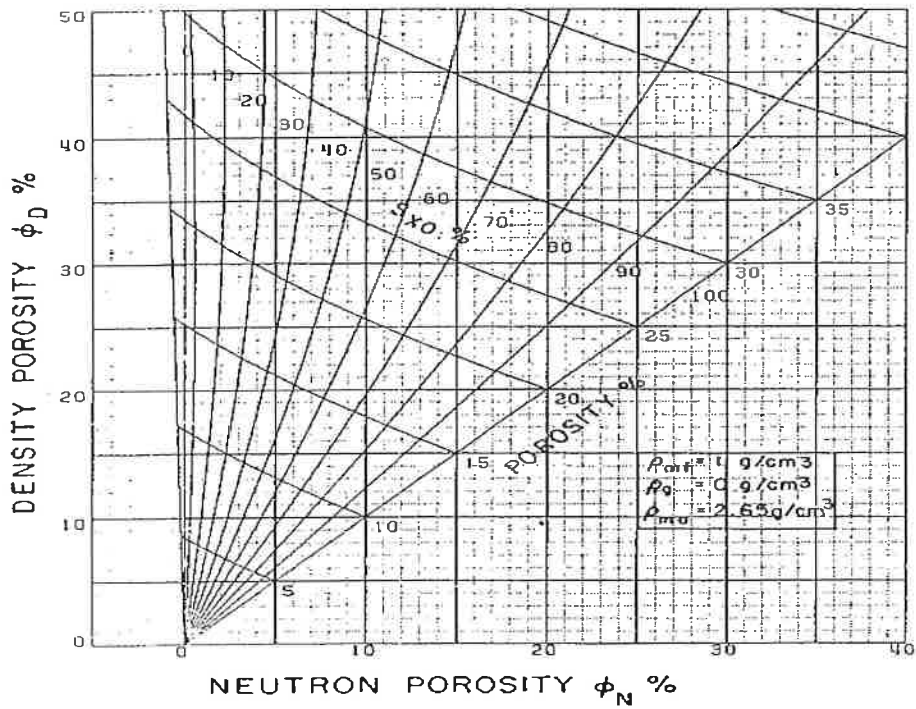 50
40
30
20
10
0
DENSITY POROSITY ϕD %
10
20
30
40
50
60
70
80
90
100
SXO. %
5
10
15
20
25
30
35
POROSITY %
ρmf = 1 g/cm3
ρg = 0 g/cm3
ρma = 2.65 g/cm3
0 10 20 30 40
NEUTRON POROSITY ϕN %